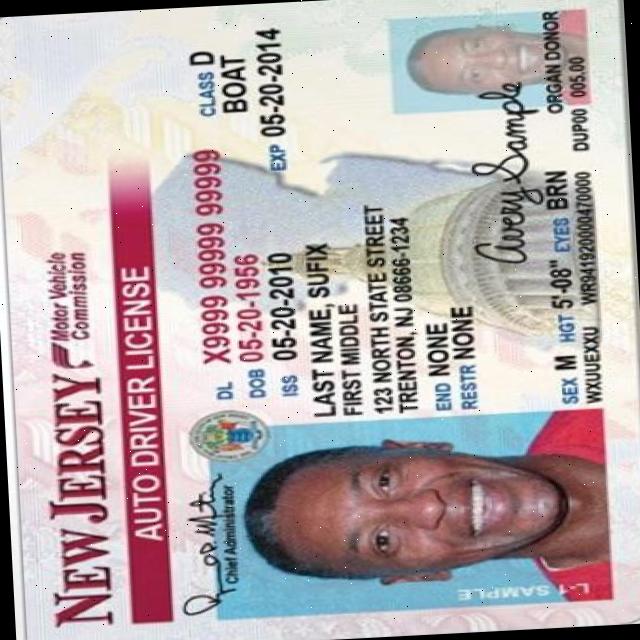 NEW JERSEY
Motor Vehicle
Commission
AUTO DRIVER LICENSE
DL X9999 99999 99999
CLASS D
DOB 05-20-1956
BOAT
ISS 05-20-2010
EXP 05-20-2014
LAST NAME, SUFIX
FIRST MIDDLE
123 NORTH STATE STREET
TRENTON, NJ 08666-1234
END NONE
RESTR NONE
Avery Sample
SEX M HGT 5'-08" EYES BRN
ORGAN DONOR
WXUUEXXU WR0419200000470000 DUP00 005.00
Chief Administrator
L-1 SAMPLE